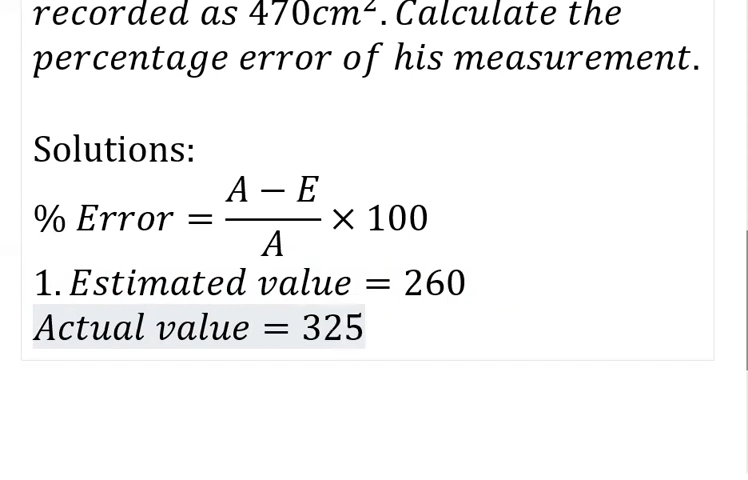 recorded as 470cm². Calculate the
percentage error of his measurement.
Solutions:
% Error = \frac{A − E}{A} × 100
1. Estimated value = 260
Actual value = 325